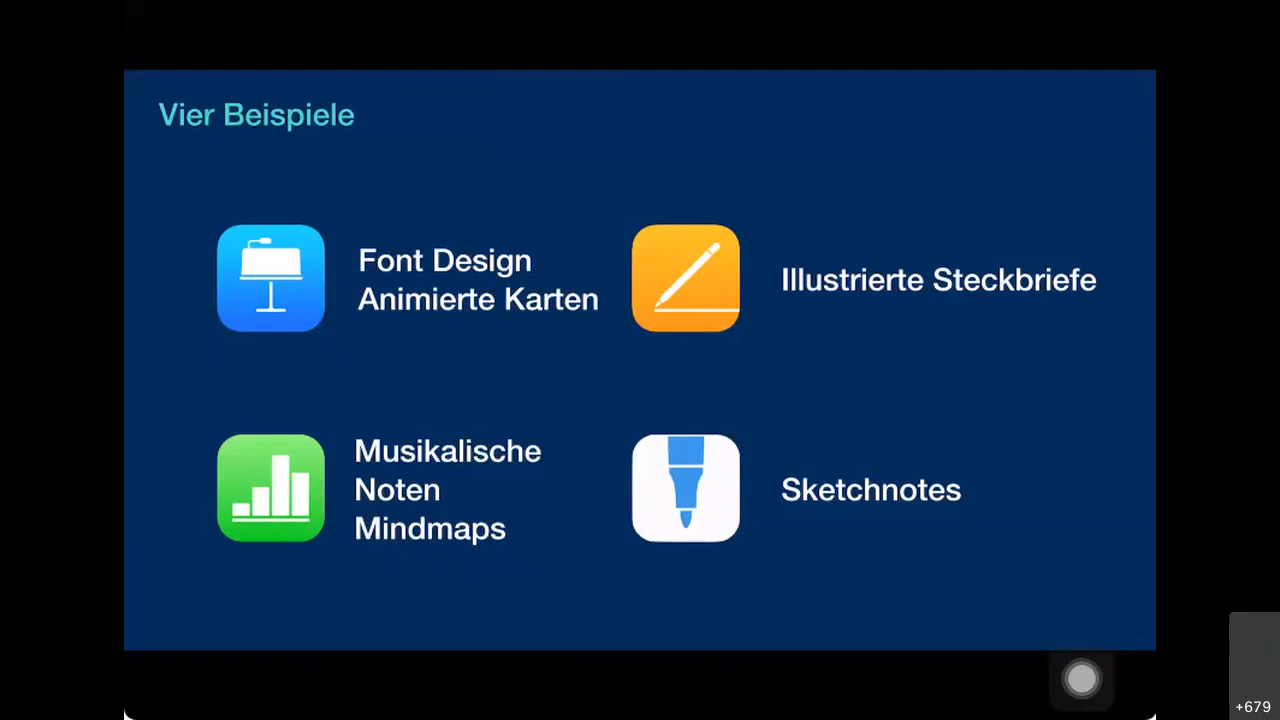 Vier Beispiele
Font Design
Animierte Karten
Illustrierte Steckbriefe
Musikalische
Noten
Mindmaps
Sketchnotes
+679